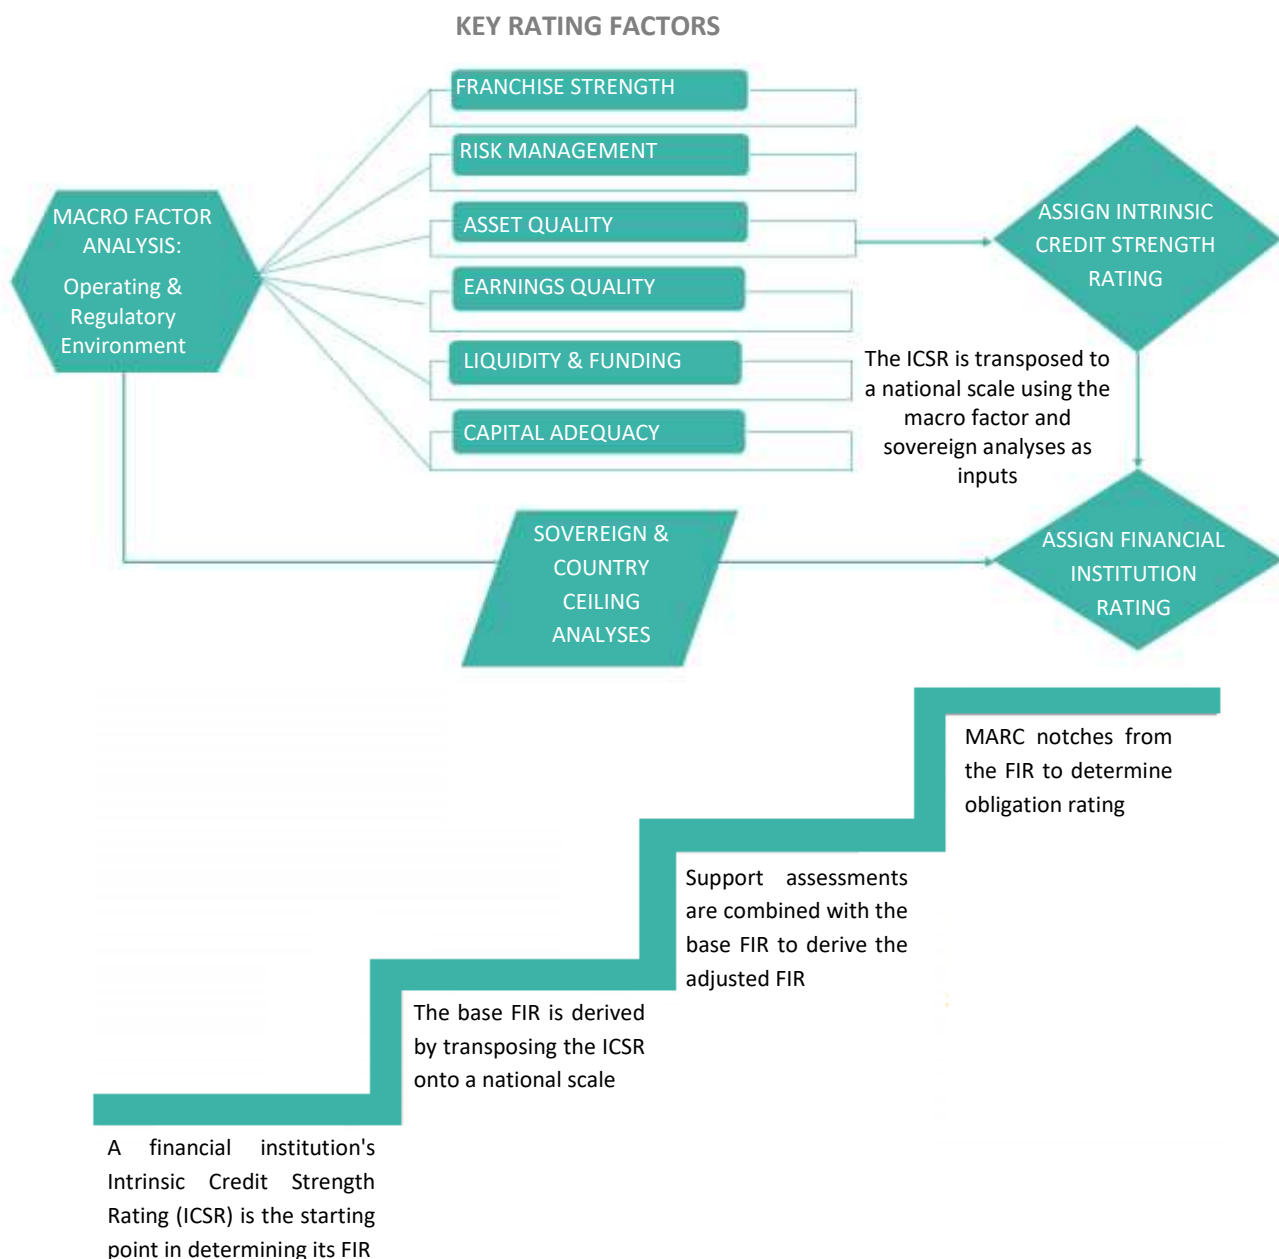 KEY RATING FACTORS
MACRO FACTOR
ANALYSIS:
Operating &
Regulatory
Environment
FRANCHISE STRENGTH
RISK MANAGEMENT
ASSET QUALITY
EARNINGS QUALITY
LIQUIDITY & FUNDING
CAPITAL ADEQUACY
ASSIGN INTRINSIC
CREDIT STRENGTH
RATING
The ICSR is transposed to
a national scale using the
macro factor and
sovereign analyses as
inputs
SOVEREIGN &
COUNTRY
CEILING
ANALYSES
ASSIGN FINANCIAL
INSTITUTION
RATING
MARC notches from
the FIR to determine
obligation rating
Support assessments
are combined with the
base FIR to derive the
adjusted FIR
The base FIR is derived
by transposing the ICSR
onto a national scale
A financial institution's
Intrinsic Credit Strength
Rating (ICSR) is the starting
point in determining its FIR